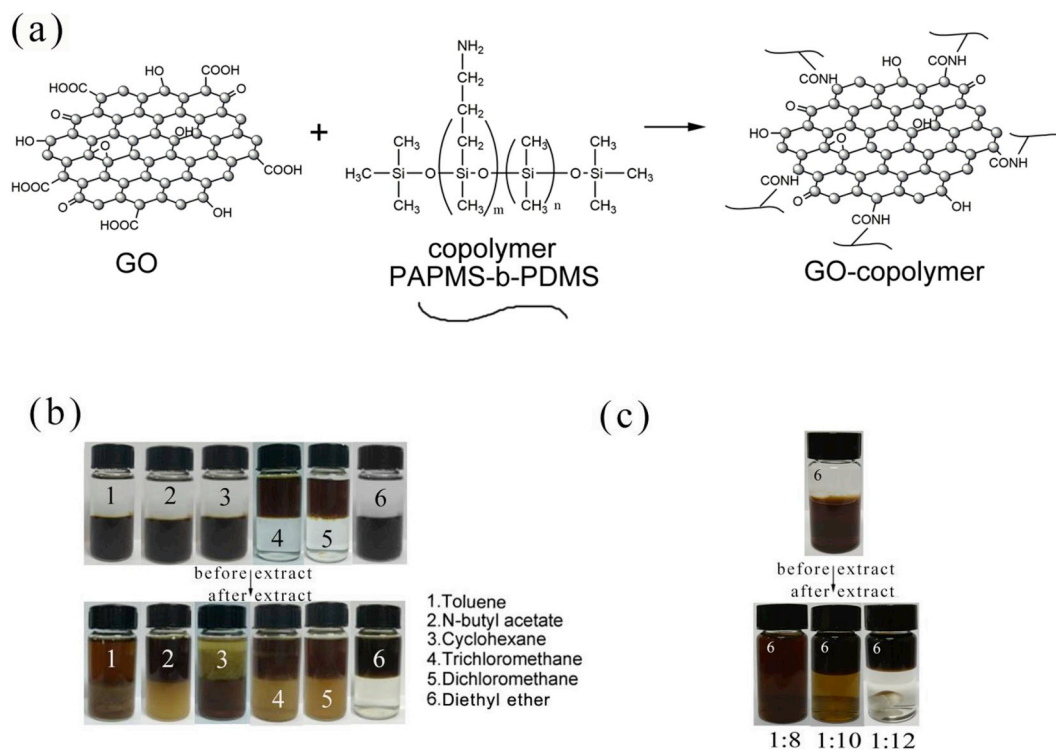 (a)
COOH
HO
HOOC
O
O
OH
HO
O
COOH
HOOC
O
OH
HOOC
GO
+
NH₂
CH₂
CH₂
CH₃ CH₂ CH₃ CH₃
H₃C—Si—O—(Si—O—)(Si)—O—Si—CH₃
CH₃ CH₃ m CH₃ n CH₃
copolymer
PAPMS-b-PDMS
CONH
CONH
HO
O
O
OH
HO
O
CONH
CONH
O
OH
CONH
GO-copolymer
(b)
1 2 3 4 5 6
before extract
after extract
1 2 3 4 5 6
1.Toluene
2.N-butyl acetate
3.Cyclohexane
4.Trichloromethane
5.Dichloromethane
6.Diethyl ether
(c)
6
before extract
after extract
6 6 6
1:8 1:10 1:12